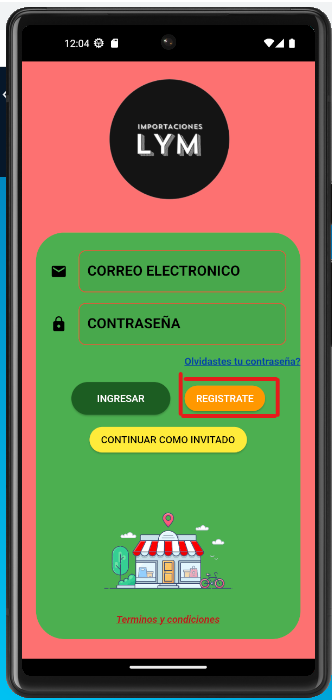 12:04
IMPORTACIONES
LYM
CORREO ELECTRONICO
CONTRASEÑA
Olvidastes tu contraseña?
INGRESAR
REGISTRATE
CONTINUAR COMO INVITADO
Terminos y condiciones